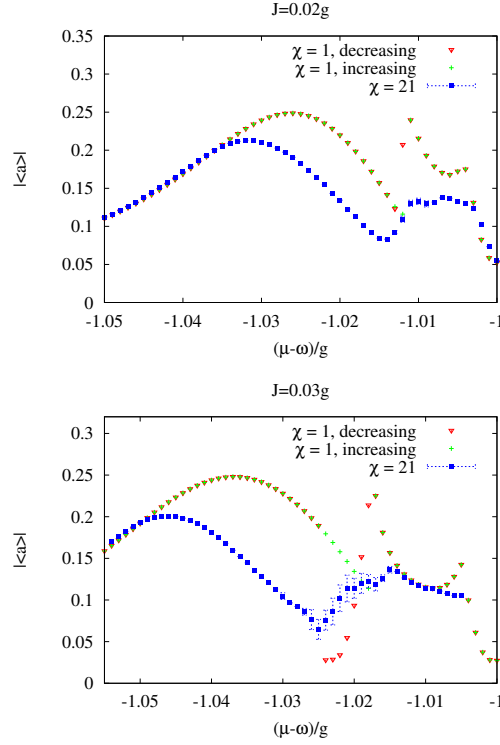 J=0.02g
0.35
0.3
0.25
0.2
0.15
0.1
0.05
0
|<a>|
χ = 1, decreasing
χ = 1, increasing
χ = 21
-1.05 -1.04 -1.03 -1.02 -1.01 -1
(μ-ω)/g
J=0.03g
0.3
0.25
0.2
0.15
0.1
0.05
0
|<a>|
χ = 1, decreasing
χ = 1, increasing
χ = 21
-1.05 -1.04 -1.03 -1.02 -1.01 -1
(μ-ω)/g